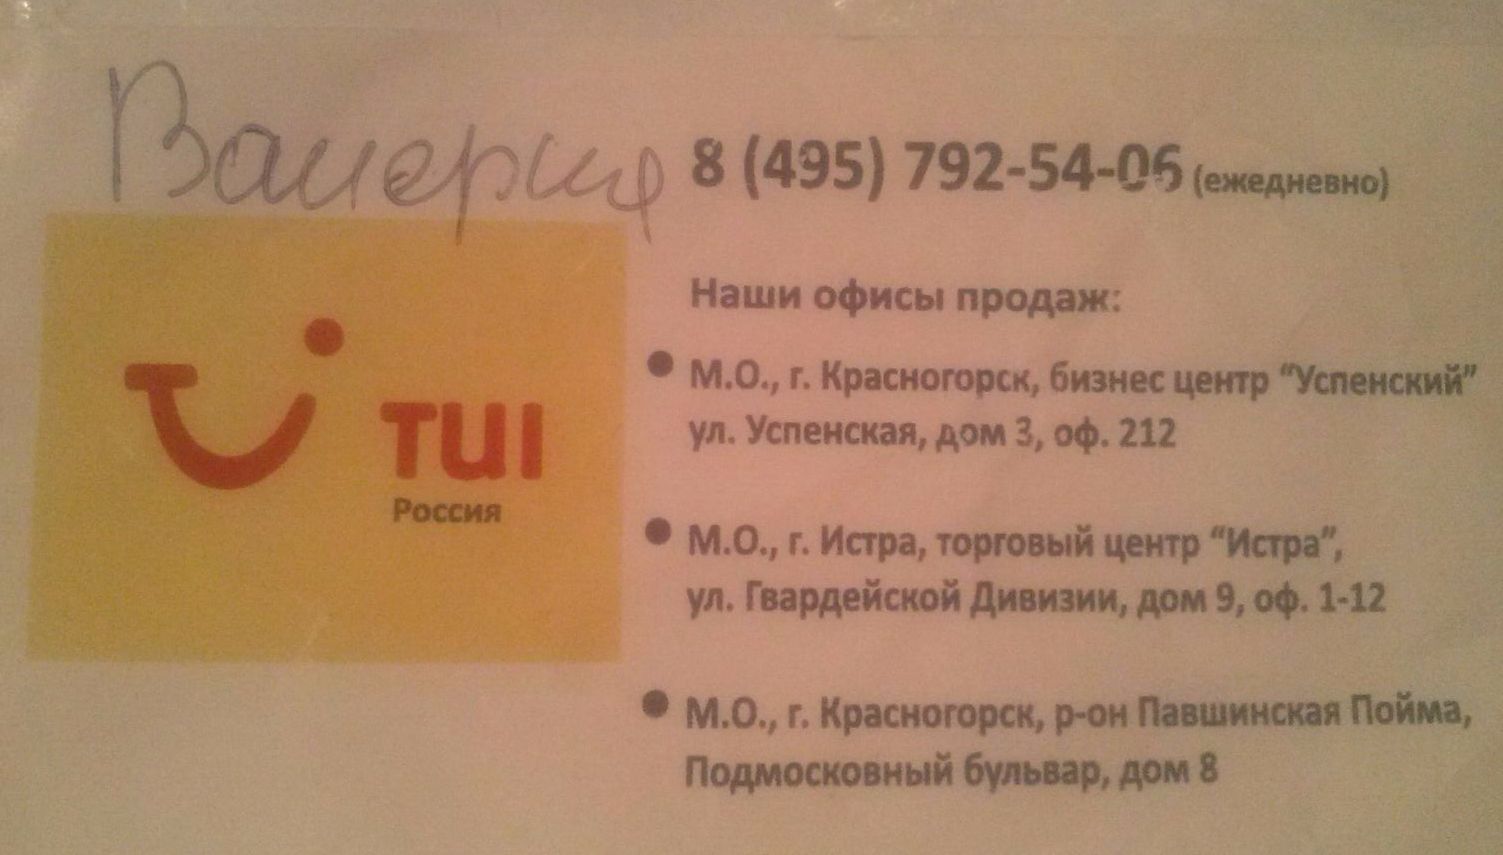 Валерия
8 (495) 792-54-06 (ежедневно)
TUI
Россия
Наши офисы продаж:
● М.О., г. Красногорск, бизнес центр “Успенский”
ул. Успенская, дом 3, оф. 212
● М.О., г. Истра, торговый центр “Истра”,
ул. Гвардейской Дивизии, дом 9, оф. 1-12
● М.О., г. Красногорск, р-он Павшинская Пойма,
Подмосковный бульвар, дом 8